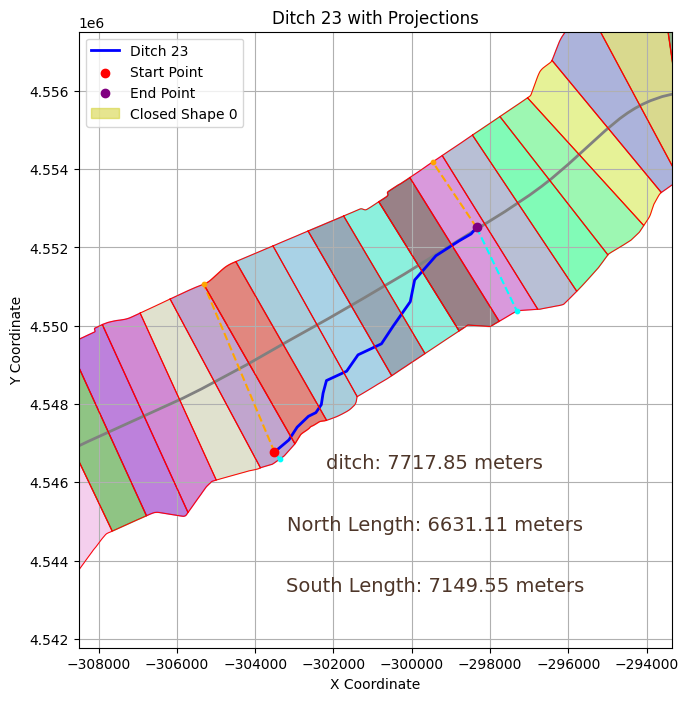 Ditch 23 with Projections
1e6
Ditch 23
Start Point
End Point
Closed Shape 0
4.556
4.554
4.552
4.550
4.548
4.546
4.544
4.542
Y Coordinate
ditch: 7717.85 meters
North Length: 6631.11 meters
South Length: 7149.55 meters
−308000 −306000 −304000 −302000 −300000 −298000 −296000 −294000
X Coordinate